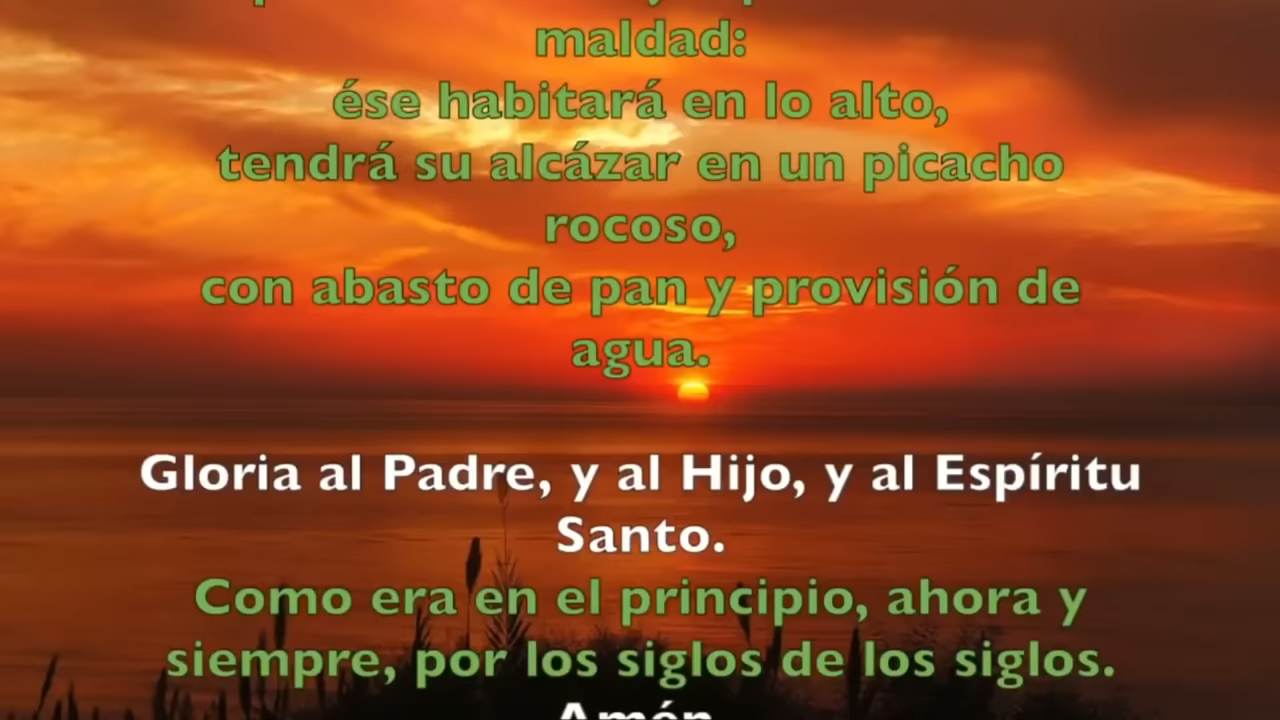 maldad:
ése habitará en lo alto,
tendrá su alcázar en un picacho
rocoso,
con abasto de pan y provisión de
agua.
Gloria al Padre, y al Hijo, y al Espíritu
Santo.
Como era en el principio, ahora y
siempre, por los siglos de los siglos.
Amén